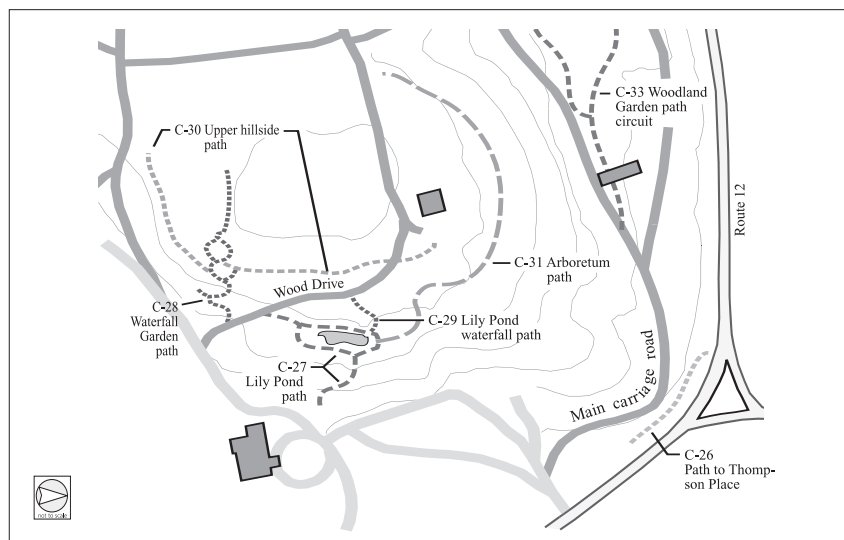 C-33 Woodland
Garden path
circuit
C-30 Upper hillside
path
Route 12
C-31 Arboretum
path
Wood Drive
C-28
Waterfall
Garden
path
C-29 Lily Pond
waterfall path
C-27
Lily Pond
path
Main carriage road
C-26
Path to Thomp-
son Place
not to scale